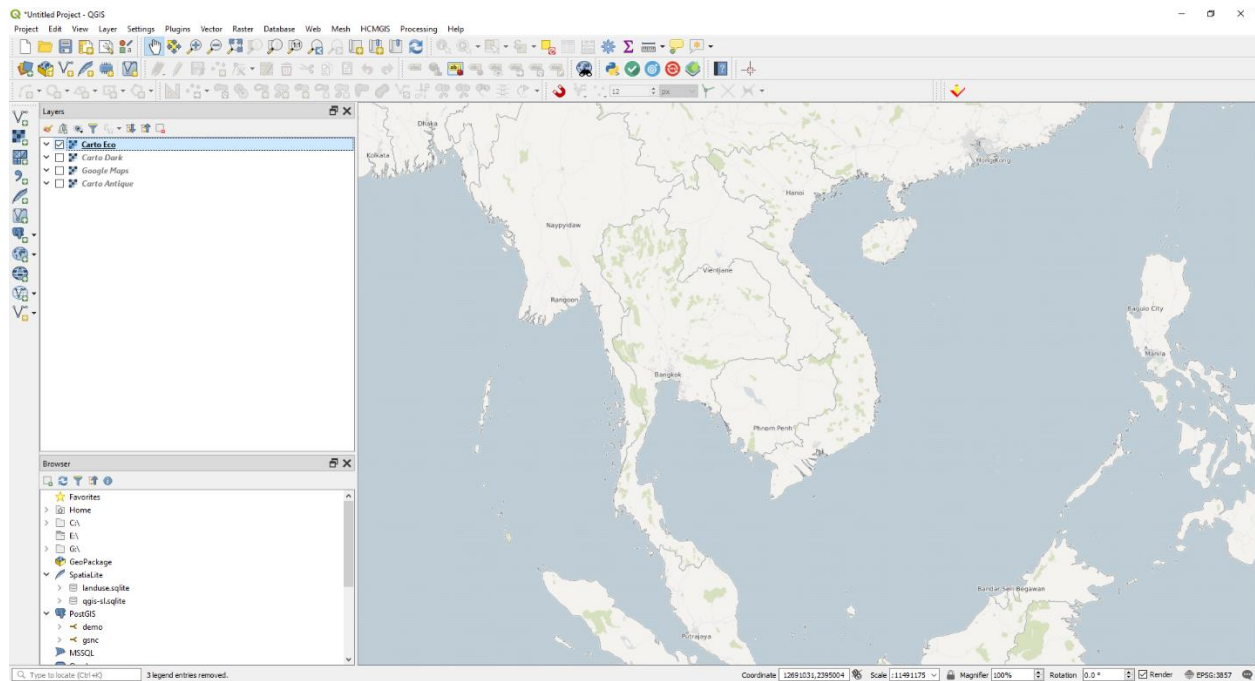 *Untitled Project - QGIS
Project Edit View Layer Settings Plugins Vector Raster Database Web Mesh HCMGIS Processing Help
12 px
Layers
Carto Eco
Carto Dark
Google Maps
Carto Antique
Dhaka
Kolkata
HongKong
Hanoi
Naypyidaw
Vientiane
Rangoon
Baguio City
Manila
Bangkok
Phnom Penh
Bandar Seri Begawan
Putrajaya
Browser
Favorites
Home
C:\
E:\
G:\
GeoPackage
SpatiaLite
landuse.sqlite
qgis-sl.sqlite
PostGIS
demo
gsnc
MSSQL
Type to locate (Ctrl+K) 3 legend entries removed. Coordinate 12691031,2395004 Scale :11491175 Magnifier 100% Rotation 0.0 ° Render EPSG:3857